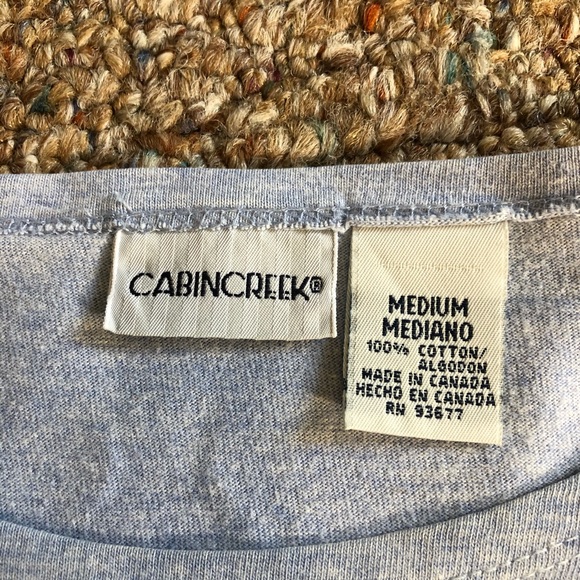 CABINCREEK®
MEDIUM
MEDIANO
100% COTTON/
ALGODON
MADE IN CANADA
HECHO EN CANADA
RN 93677